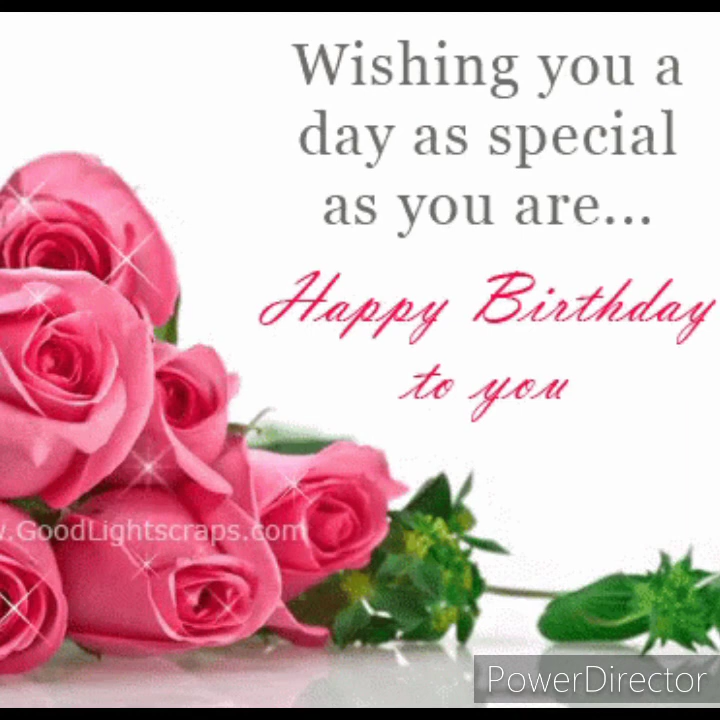 Wishing you a
day as special
as you are...
Happy Birthday
to you
.GoodLightscraps.com
PowerDirector